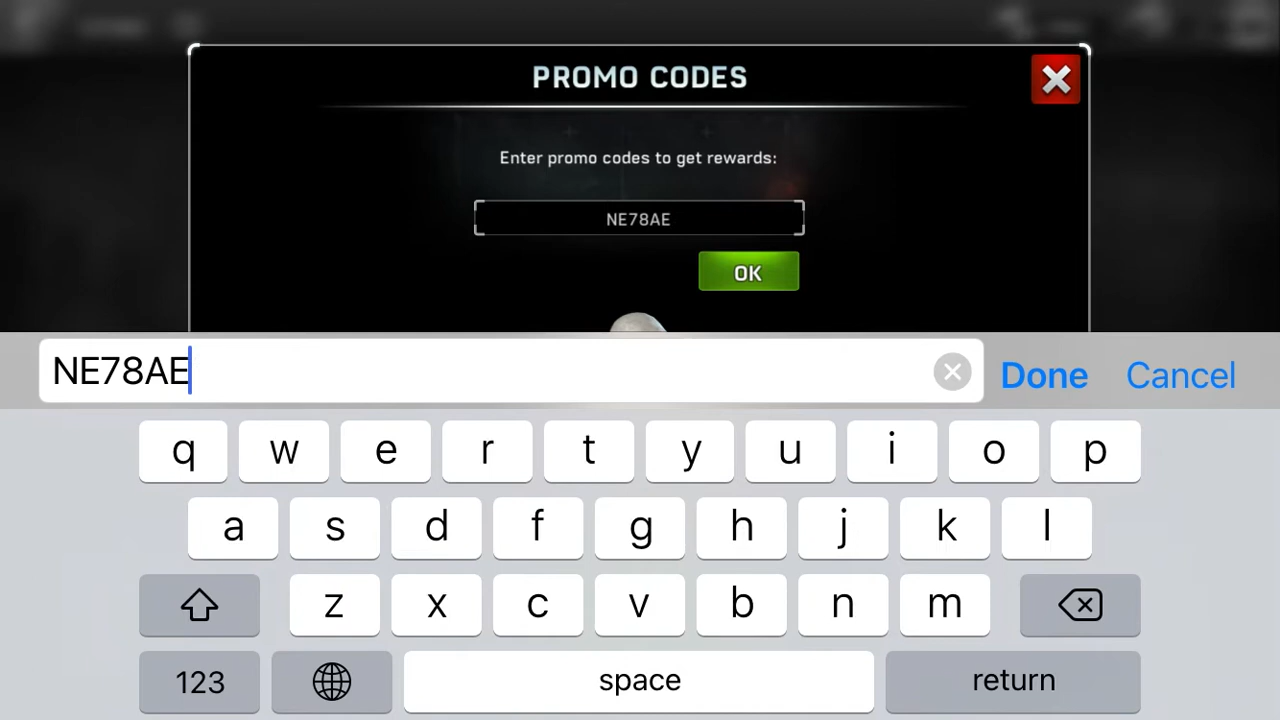 PROMO CODES
Enter promo codes to get rewards:
NE78AE
OK
NE78AE
Done Cancel
q w e r t y u i o p
a s d f g h j k l
z x c v b n m
123 space return